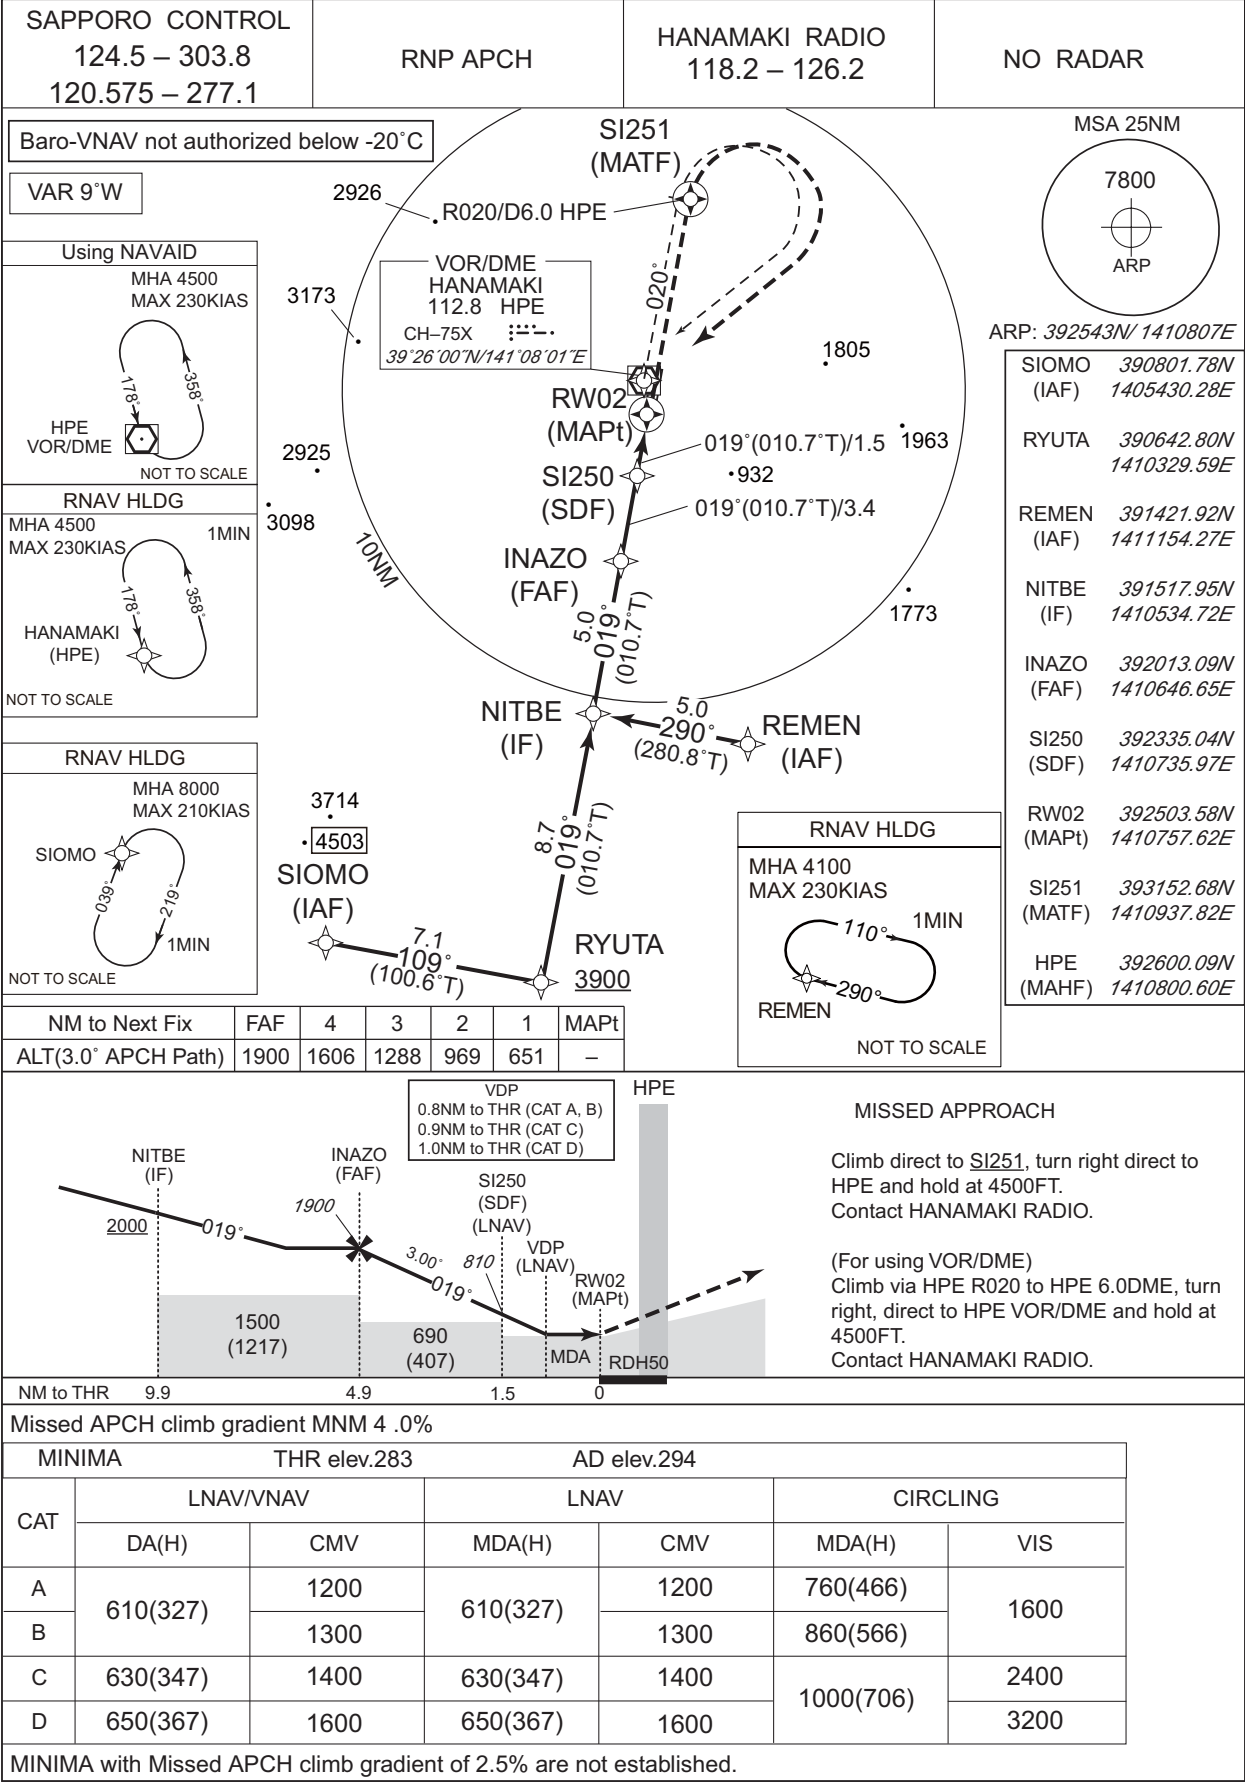 SAPPORO CONTROL
124.5 – 303.8
120.575 – 277.1
RNP APCH
HANAMAKI RADIO
118.2 – 126.2
NO RADAR
Baro-VNAV not authorized below -20˚C
VAR 9˚W
MSA 25NM
7800
ARP
ARP: 392543N/ 1410807E
SI251
(MATF)
2926
R020/D6.0 HPE
3173
VOR/DME
HANAMAKI
112.8 HPE
CH–75X
39˚26´00˝N/141˚08´01˝E
020˚
1805
RW02
(MAPt)
1963
019˚(010.7˚T)/1.5
2925
SI250
(SDF)
932
019˚(010.7˚T)/3.4
3098
10NM
INAZO
(FAF)
1773
5.0
019˚
(010.7˚T)
NITBE
(IF)
5.0
290˚
(280.8˚T)
REMEN
(IAF)
3714
4503
8.7
019˚
(010.7˚T)
SIOMO
(IAF)
7.1
109˚
(100.6˚T)
RYUTA
3900
Using NAVAID
MHA 4500
MAX 230KIAS
178˚
358˚
HPE
VOR/DME
NOT TO SCALE
RNAV HLDG
MHA 4500
MAX 230KIAS
1MIN
178˚
358˚
HANAMAKI
(HPE)
NOT TO SCALE
RNAV HLDG
MHA 8000
MAX 210KIAS
SIOMO
039˚
219˚
1MIN
NOT TO SCALE
RNAV HLDG
MHA 4100
MAX 230KIAS
110˚
1MIN
290˚
REMEN
NOT TO SCALE
SIOMO 390801.78N
(IAF) 1405430.28E
RYUTA 390642.80N
1410329.59E
REMEN 391421.92N
(IAF) 1411154.27E
NITBE 391517.95N
(IF) 1410534.72E
INAZO 392013.09N
(FAF) 1410646.65E
SI250 392335.04N
(SDF) 1410735.97E
RW02 392503.58N
(MAPt) 1410757.62E
SI251 393152.68N
(MATF) 1410937.82E
HPE 392600.09N
(MAHF) 1410800.60E
NM to Next Fix FAF 4 3 2 1 MAPt
ALT(3.0˚ APCH Path) 1900 1606 1288 969 651 –
VDP
0.8NM to THR (CAT A, B)
0.9NM to THR (CAT C)
1.0NM to THR (CAT D)
HPE
NITBE
(IF)
INAZO
(FAF)
SI250
(SDF)
(LNAV)
VDP
(LNAV)
RW02
(MAPt)
2000
019˚
1900
3.00˚
019˚
810
1500
(1217)
690
(407)
MDA
RDH50
NM to THR 9.9 4.9 1.5 0
MISSED APPROACH
Climb direct to SI251, turn right direct to
HPE and hold at 4500FT.
Contact HANAMAKI RADIO.
(For using VOR/DME)
Climb via HPE R020 to HPE 6.0DME, turn
right, direct to HPE VOR/DME and hold at
4500FT.
Contact HANAMAKI RADIO.
Missed APCH climb gradient MNM 4 .0%
MINIMA THR elev.283 AD elev.294
CAT LNAV/VNAV LNAV CIRCLING
DA(H) CMV MDA(H) CMV MDA(H) VIS
A 610(327) 1200 610(327) 1200 760(466) 1600
B 1300 1300 860(566)
C 630(347) 1400 630(347) 1400 1000(706) 2400
D 650(367) 1600 650(367) 1600 3200
MINIMA with Missed APCH climb gradient of 2.5% are not established.